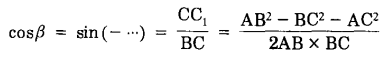 cosβ = sin(− ···) = CC₁/BC = (AB² − BC² − AC²)/(2AB × BC)